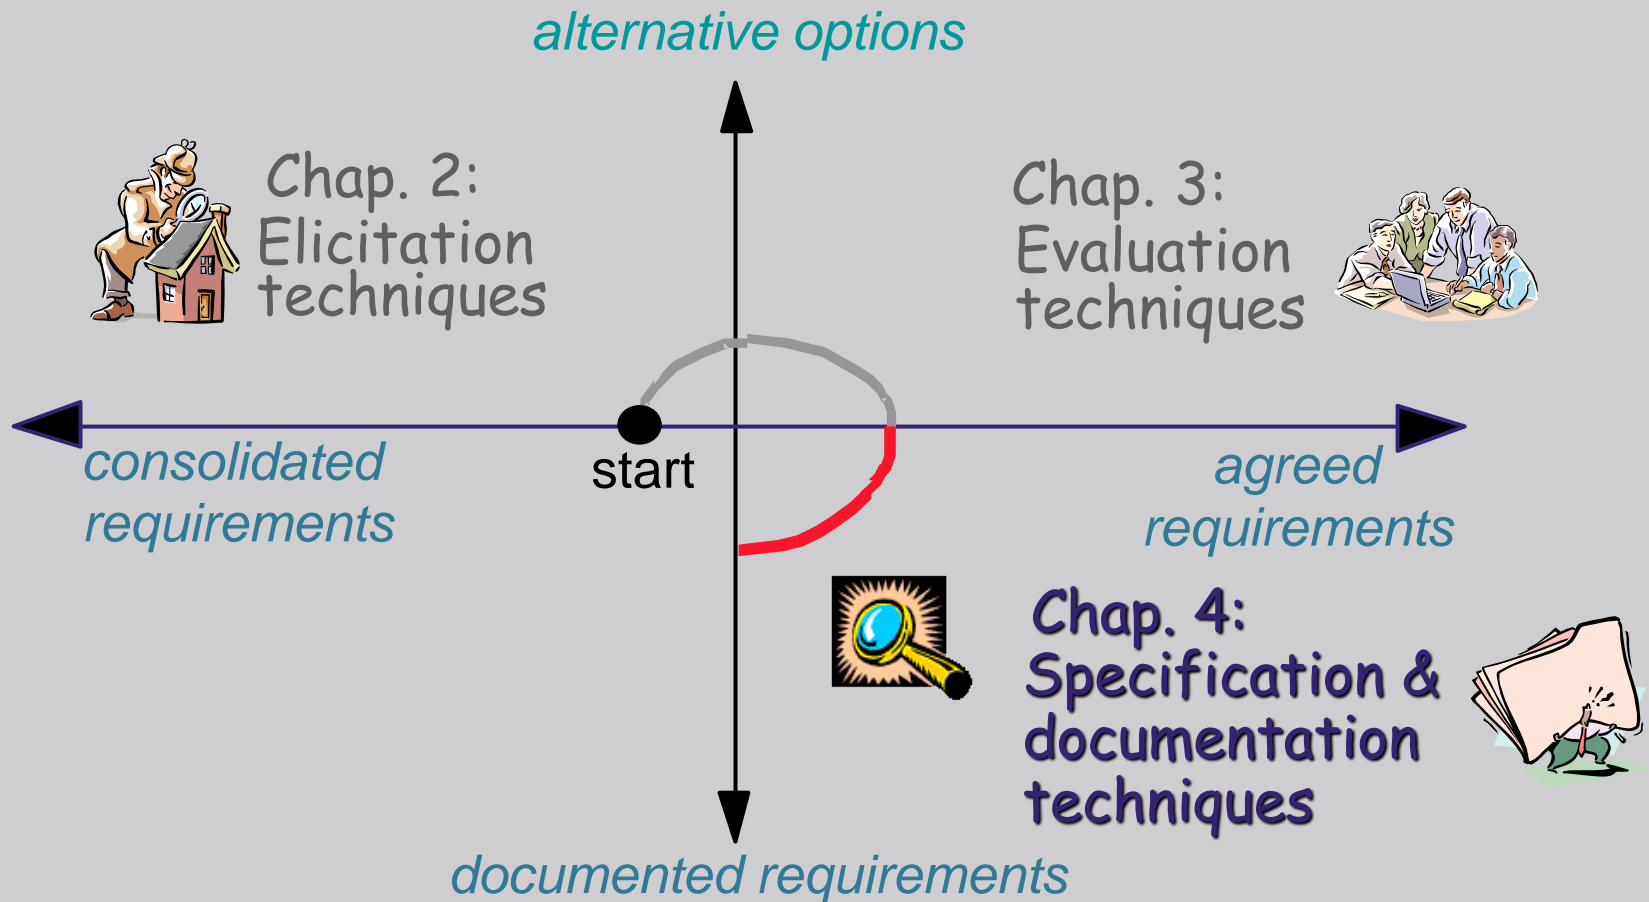 alternative options
Chap. 2:
Elicitation
techniques
Chap. 3:
Evaluation
techniques
consolidated
requirements
start
agreed
requirements
Chap. 4:
Specification &
documentation
techniques
documented requirements